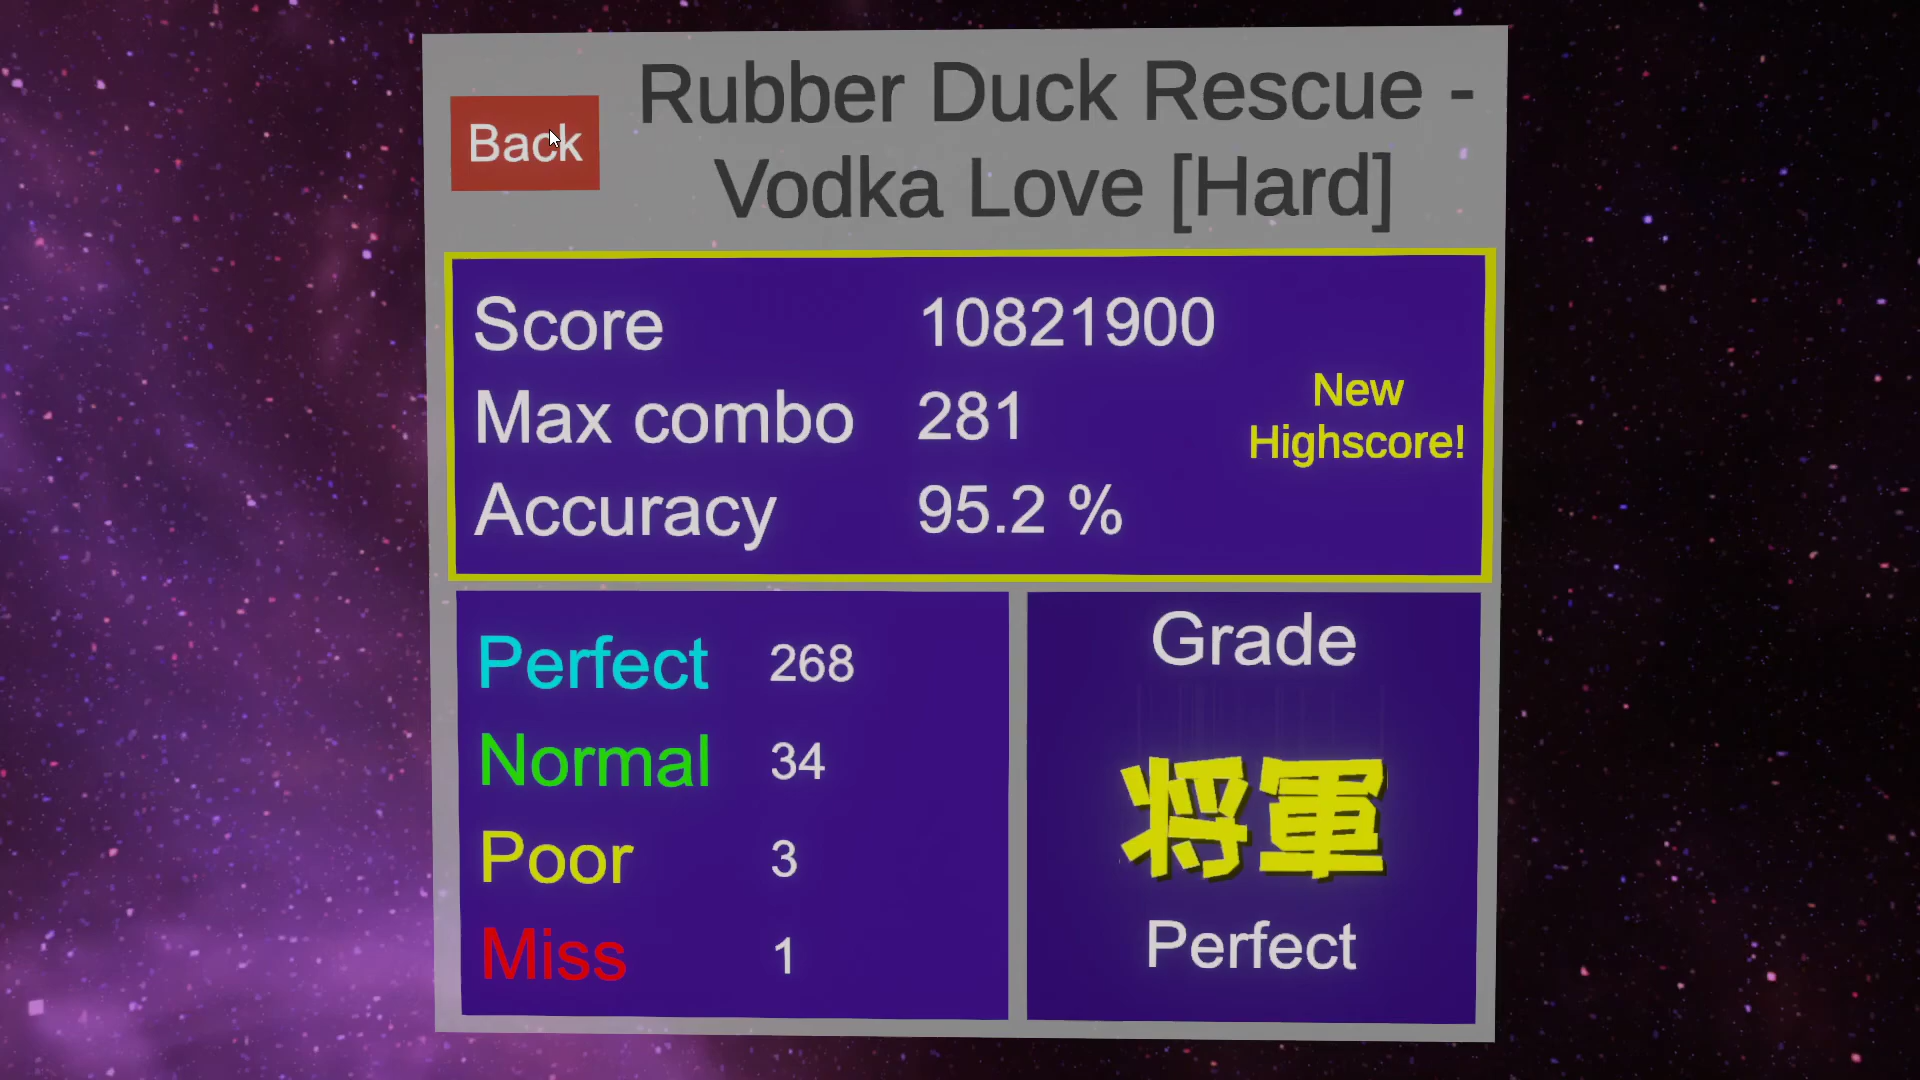 Back
Rubber Duck Rescue -
Vodka Love [Hard]
Score 10821900
Max combo 281
Accuracy 95.2 %
New
Highscore!
Perfect 268
Normal 34
Poor 3
Miss 1
Grade
将軍
Perfect